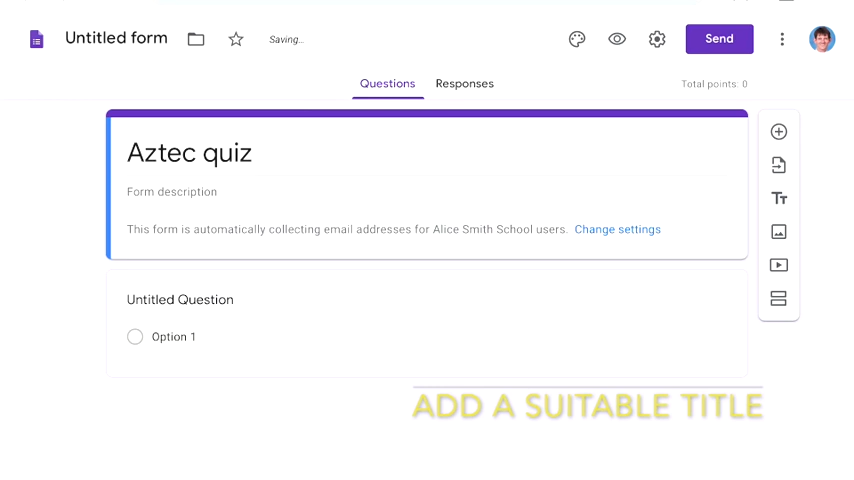 Untitled form
Saving...
Send
Questions Responses
Total points: 0
Aztec quiz
Form description
This form is automatically collecting email addresses for Alice Smith School users. Change settings
Tт
Untitled Question
Option 1
ADD A SUITABLE TITLE